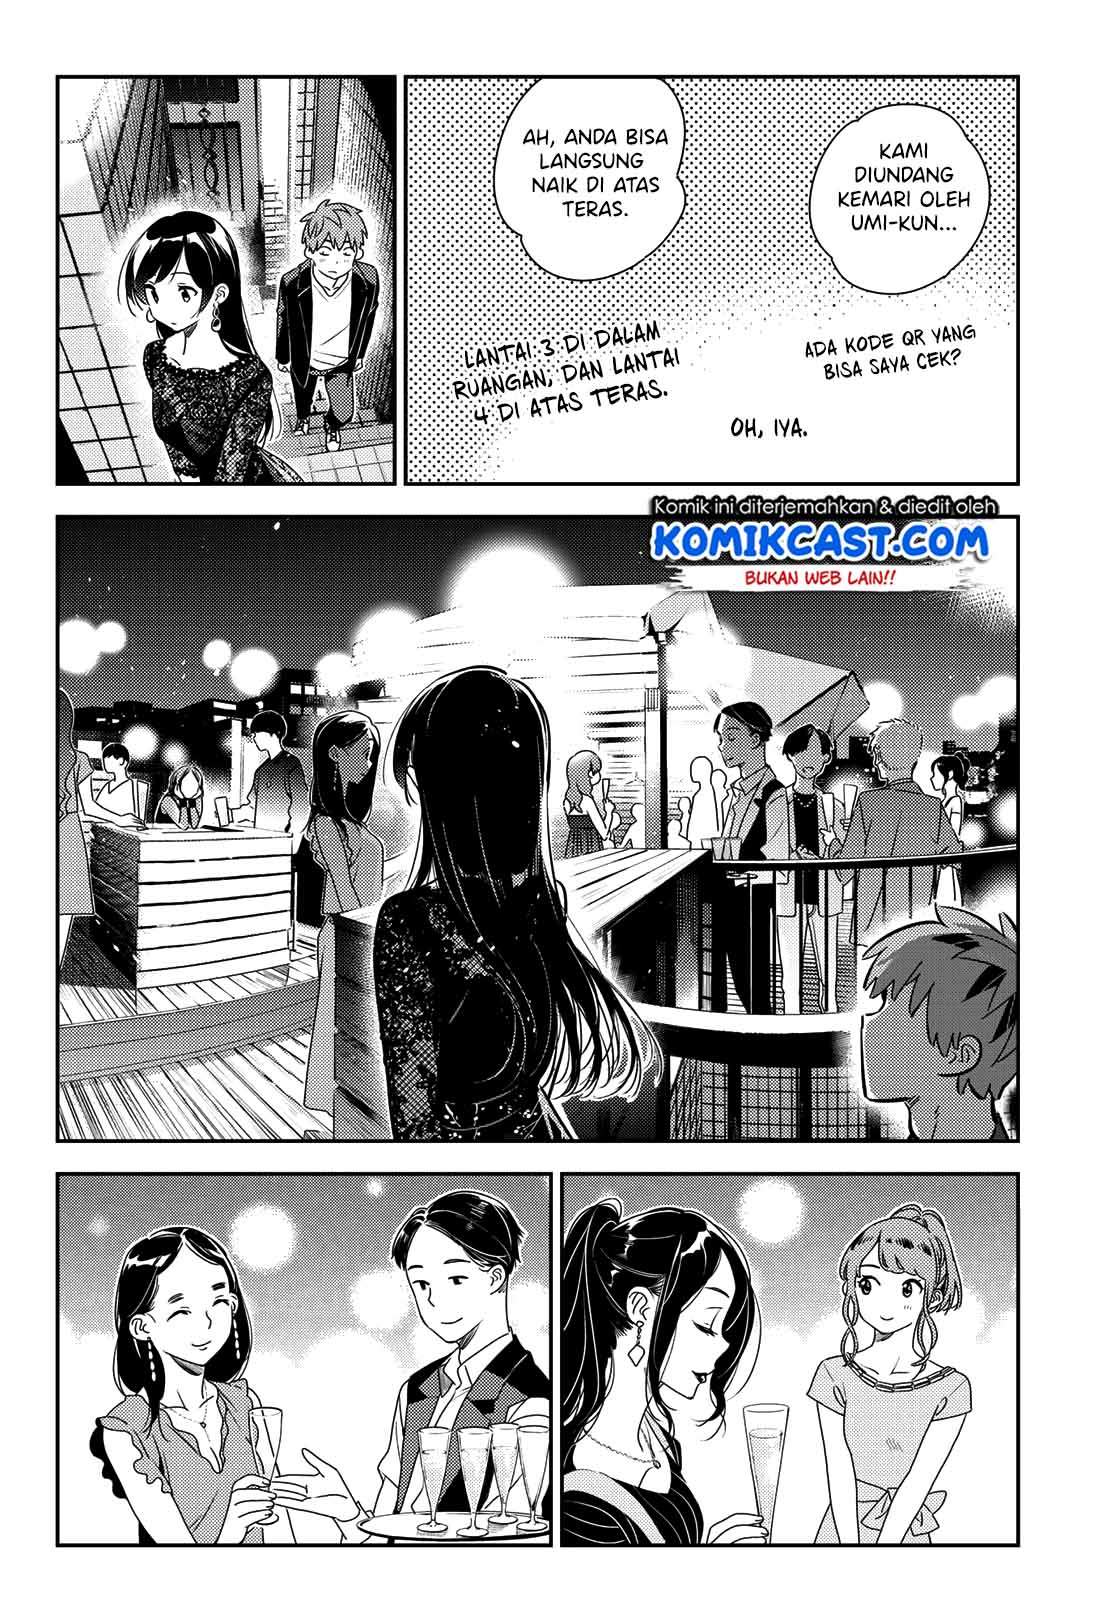 KAMI
DIUNDANG
KEMARI OLEH
UMI-KUN...
ADA KODE QR YANG
BISA SAYA CEK?
OH, IYA.
AH, ANDA BISA
LANGSUNG
NAIK DI ATAS
TERAS.
LANTAI 3 DI DALAM
RUANGAN, DAN LANTAI
4 DI ATAS TERAS.
Komik ini diterjemahkan & diedit oleh
KOMIKCAST.COM
BUKAN WEB LAIN!!